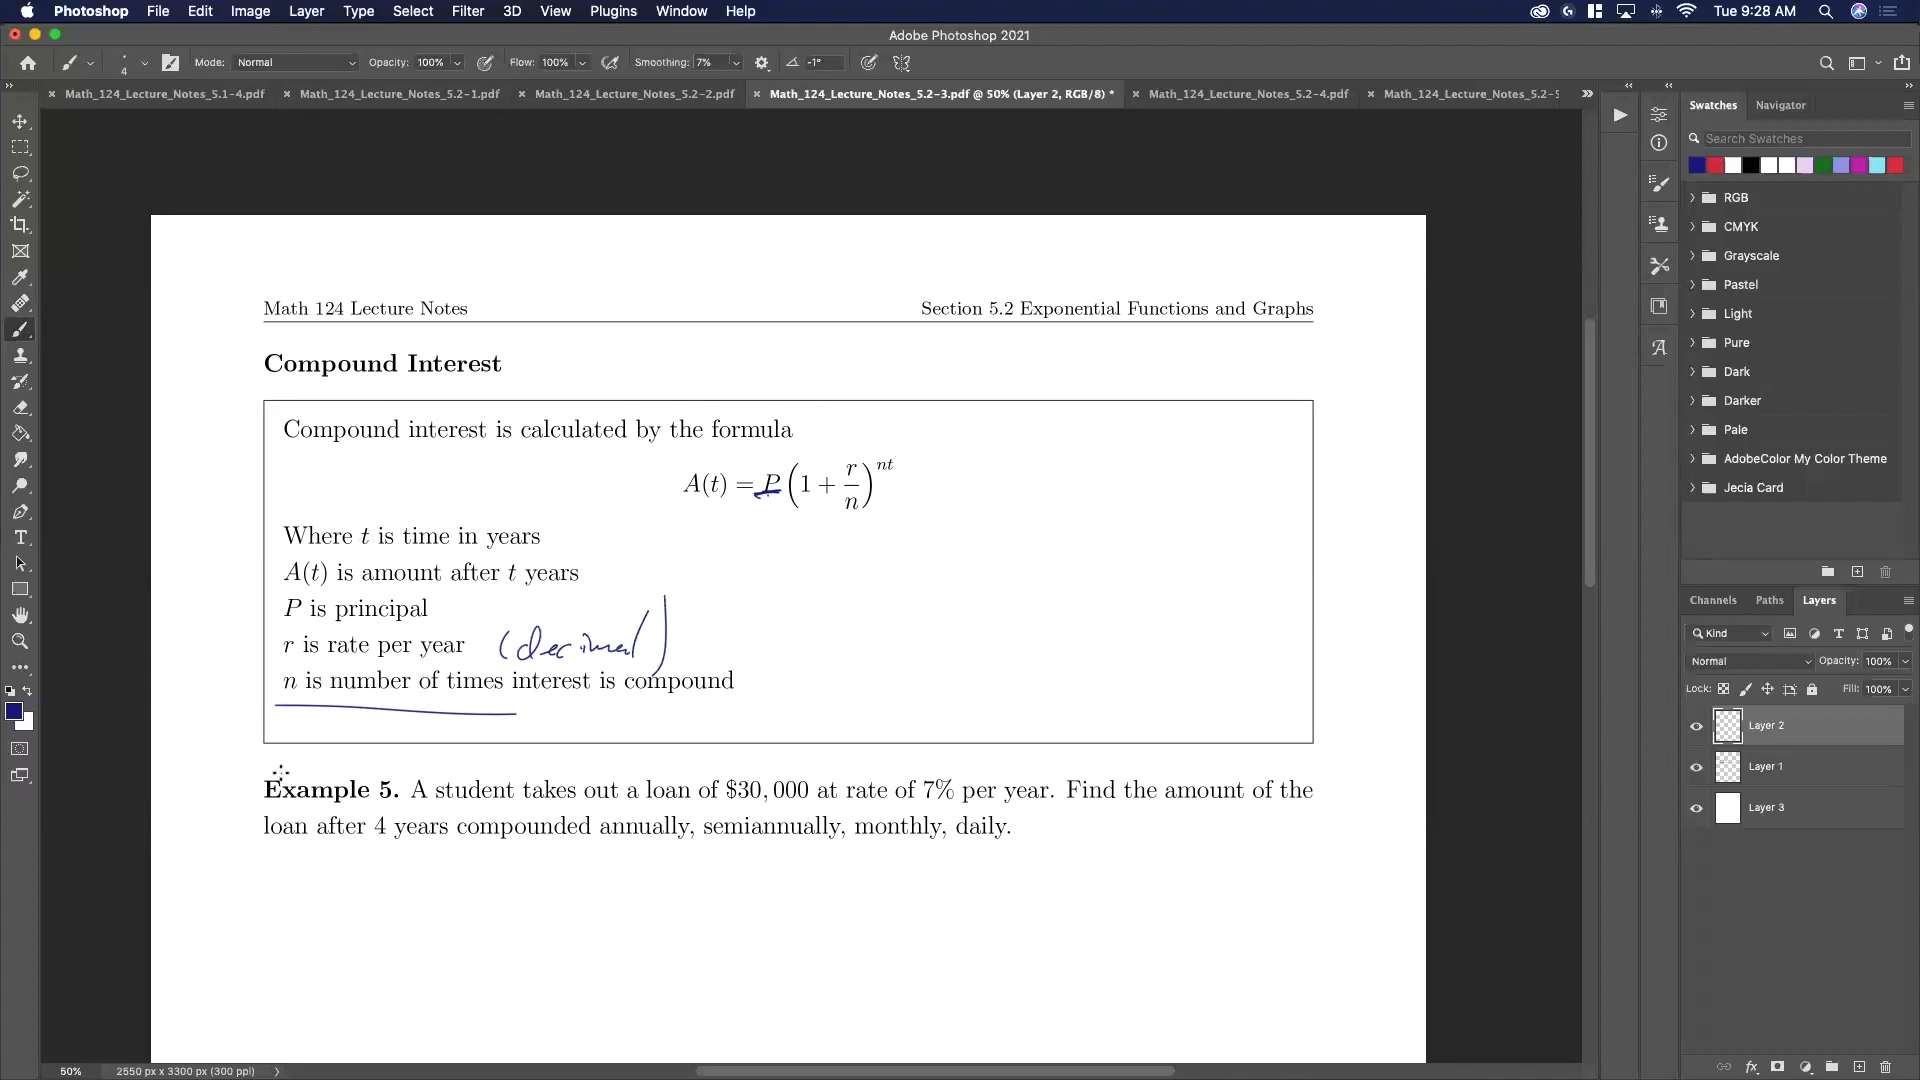 Photoshop File Edit Image Layer Type Select Filter 3D View Plugins Window Help Tue 9:28 AM
Adobe Photoshop 2021
4 Mode: Normal Opacity: 100% Flow: 100% Smoothing: 7% -1°
Math_124_Lecture_Notes_5.1-4.pdf Math_124_Lecture_Notes_5.2-1.pdf Math_124_Lecture_Notes_5.2-2.pdf Math_124_Lecture_Notes_5.2-3.pdf @ 50% (Layer 2, RGB/8) * Math_124_Lecture_Notes_5.2-4.pdf Math_124_Lecture_Notes_5.2-5
Math 124 Lecture Notes Section 5.2 Exponential Functions and Graphs
Compound Interest
Compound interest is calculated by the formula
A(t) = P (1 + r/n)^{nt}
Where t is time in years
A(t) is amount after t years
P is principal
r is rate per year (decimal)
n is number of times interest is compound
Example 5. A student takes out a loan of $30,000 at rate of 7% per year. Find the amount of the
loan after 4 years compounded annually, semiannually, monthly, daily.
50% 2550 px x 3300 px (300 ppi)
Swatches Navigator
Search Swatches
RGB
CMYK
Grayscale
Pastel
Light
Pure
Dark
Darker
Pale
AdobeColor My Color Theme
Jecia Card
Channels Paths Layers
Kind
Normal Opacity: 100%
Lock: Fill: 100%
Layer 2
Layer 1
Layer 3
fx